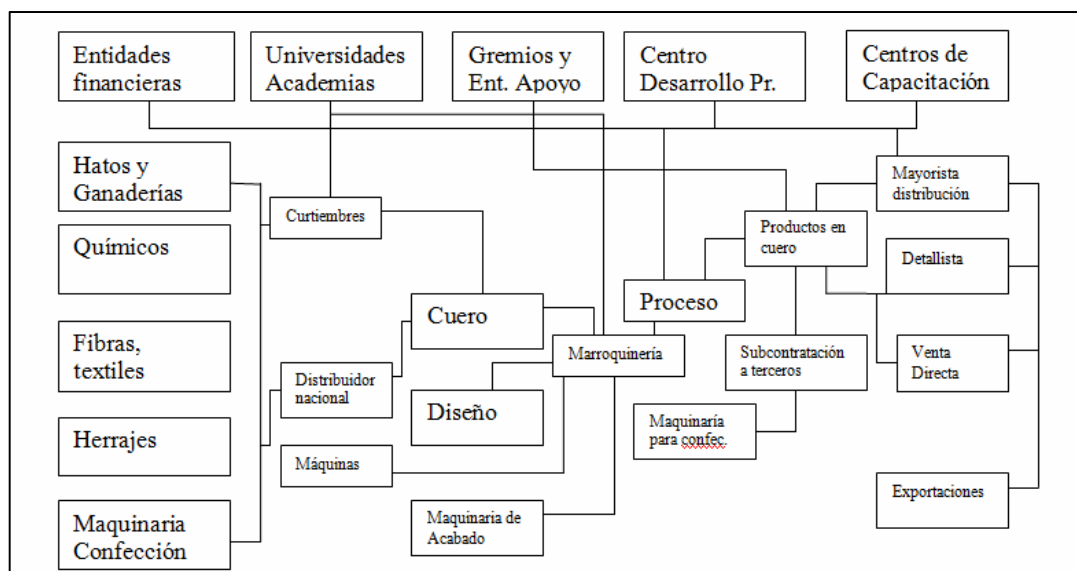 Entidades
financieras
Universidades
Academias
Gremios y
Ent. Apoyo
Centro
Desarrollo Pr.
Centros de
Capacitación
Hatos y
Ganaderías
Mayorista
distribución
Curtiembres
Productos en
cuero
Químicos
Detallista
Proceso
Cuero
Fibras,
textiles
Marroquinería
Subcontratación
a terceros
Venta
Directa
Distribuidor
nacional
Diseño
Maquinaría
para confec.
Herrajes
Máquinas
Exportaciones
Maquinaria
Confección
Maquinaria de
Acabado